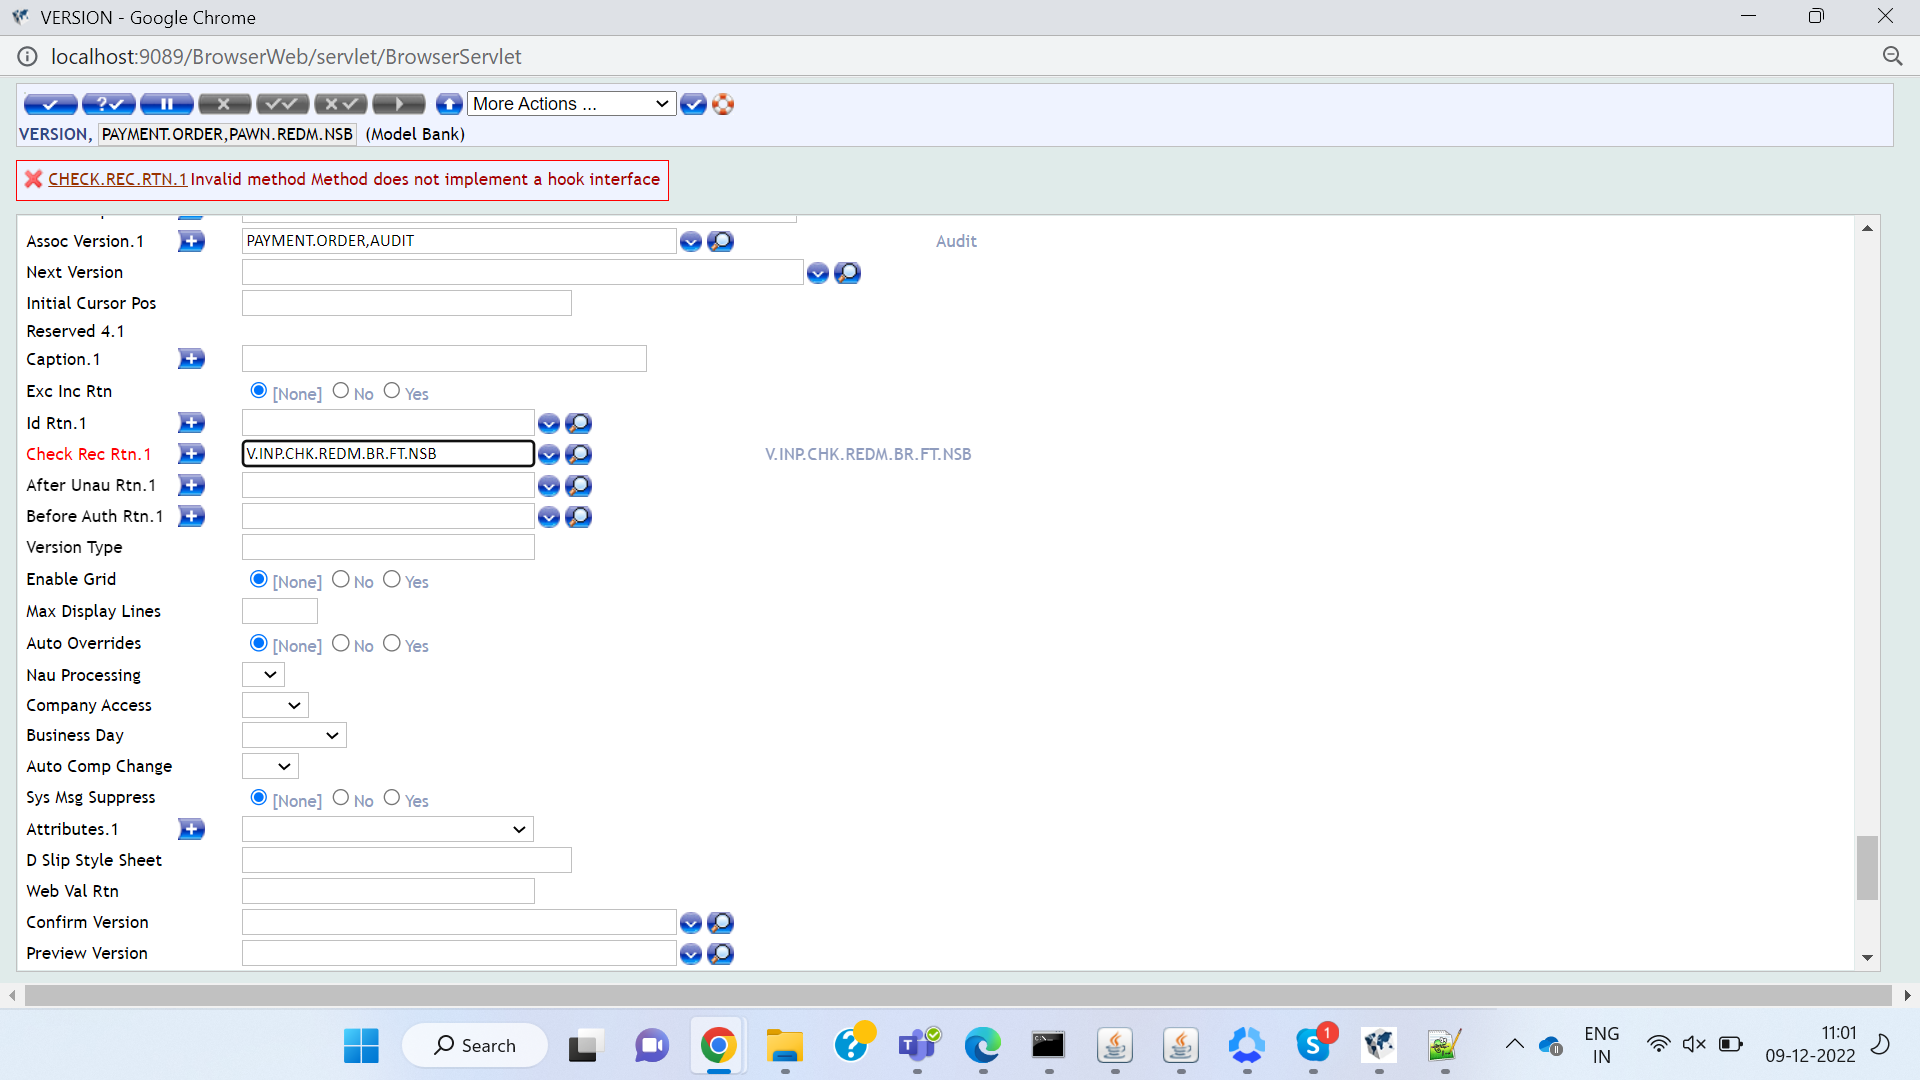 VERSION - Google Chrome
localhost:9089/BrowserWeb/servlet/BrowserServlet
More Actions ...
VERSION, PAYMENT.ORDER,PAWN.REDM.NSB (Model Bank)
CHECK.REC.RTN.1 Invalid method Method does not implement a hook interface
Assoc Version.1 PAYMENT.ORDER,AUDIT Audit
Next Version
Initial Cursor Pos
Reserved 4.1
Caption.1
Exc Inc Rtn [None] No Yes
Id Rtn.1
Check Rec Rtn.1 V.INP.CHK.REDM.BR.FT.NSB V.INP.CHK.REDM.BR.FT.NSB
After Unau Rtn.1
Before Auth Rtn.1
Version Type
Enable Grid [None] No Yes
Max Display Lines
Auto Overrides [None] No Yes
Nau Processing
Company Access
Business Day
Auto Comp Change
Sys Msg Suppress [None] No Yes
Attributes.1
D Slip Style Sheet
Web Val Rtn
Confirm Version
Preview Version
Search
1
ENG
IN
11:01
09-12-2022